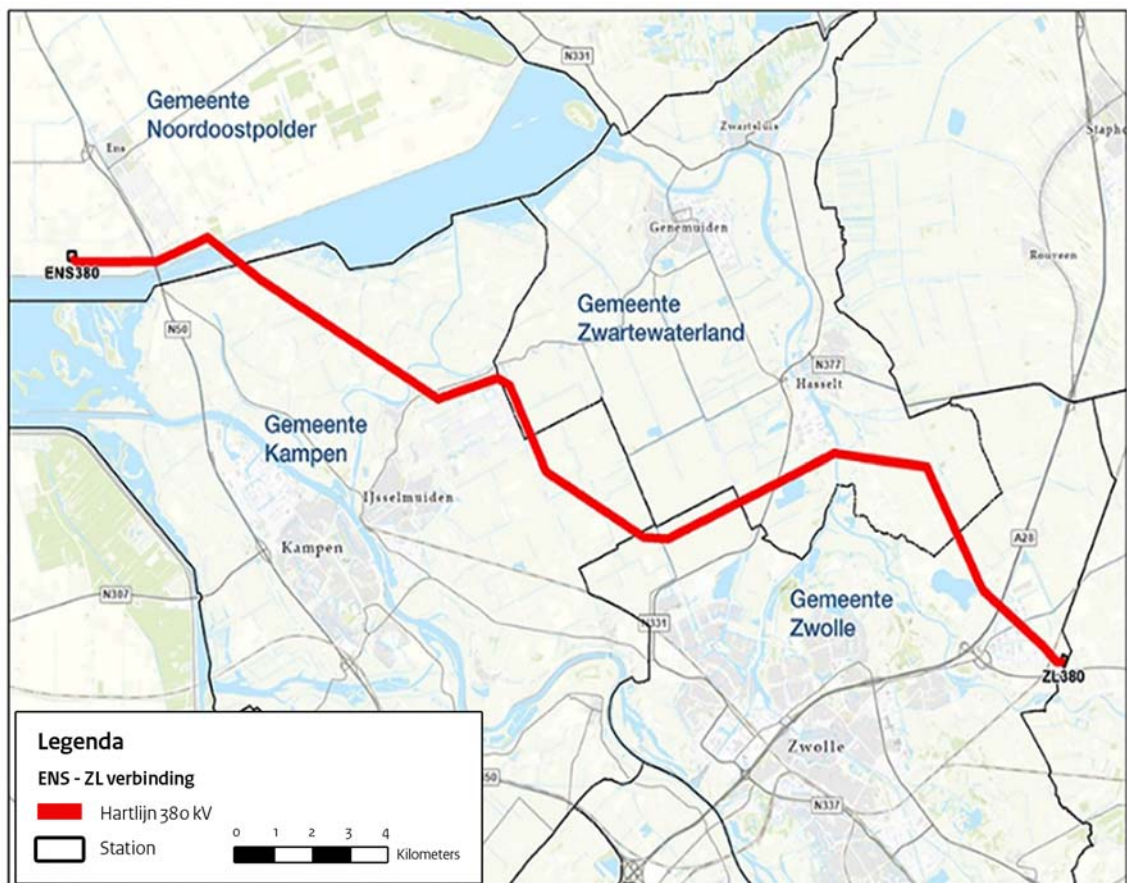 N331
Gemeente
Noordoostpolder
Ens
Zwartsluis
Genemuiden
Rouveen
ENS380
Gemeente
Zwartewaterland
N50
N377
Hasselt
Gemeente
Kampen
IJsselmuiden
Kampen
A28
N307
Gemeente
Zwolle
N331
ZL380
Zwolle
N337
Legenda
ENS - ZL verbinding
Hartlijn 380 kV
Station
0 1 2 3 4
Kilometers